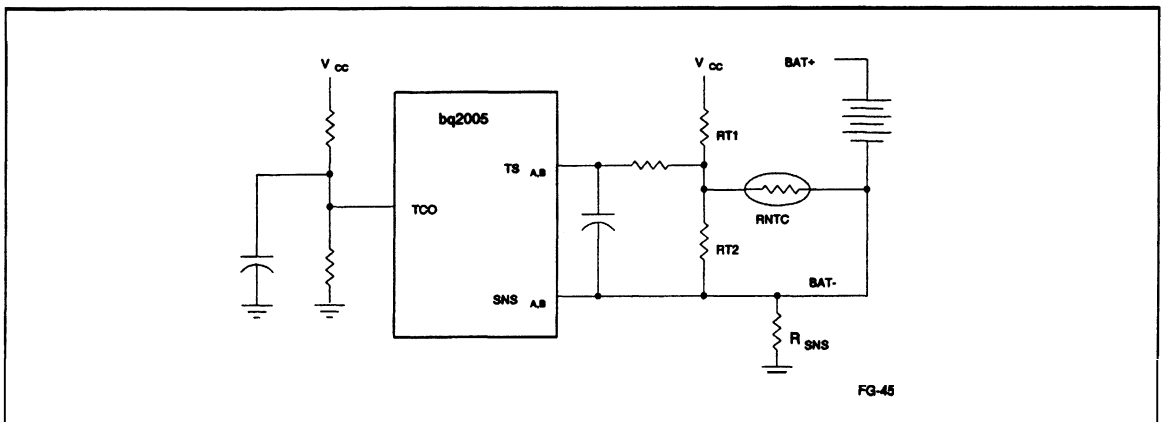 V CC
V CC
BAT+
bq2005
RT1
TS A,B
TCO
RNTC
RT2
SNS A,B
BAT-
R SNS
FG-45